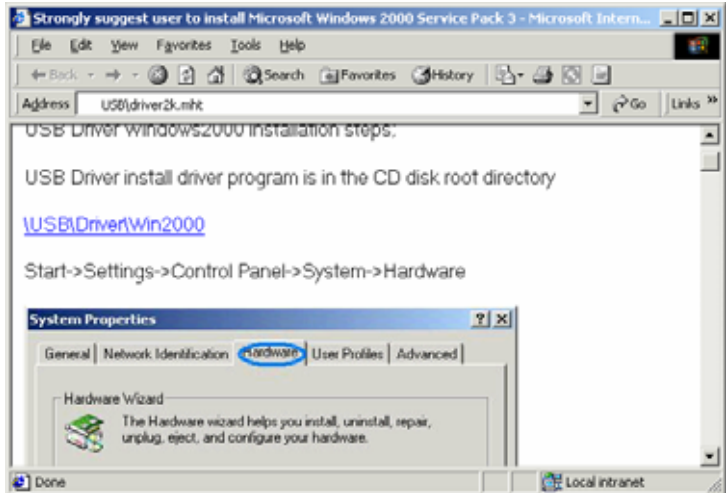 Strongly suggest user to install Microsoft Windows 2000 Service Pack 3 - Microsoft Intern...
File Edit View Favorites Tools Help
Back Search Favorites History
Address USB\driver2k.mht Go Links »
USB Driver Windows2000 installation steps;
USB Driver install driver program is in the CD disk root directory
\USB\Driver\Win2000
Start->Settings->Control Panel->System->Hardware
System Properties
General Network Identification Hardware User Profiles Advanced
Hardware Wizard
The Hardware wizard helps you install, uninstall, repair,
unplug, eject, and configure your hardware.
Done Local intranet